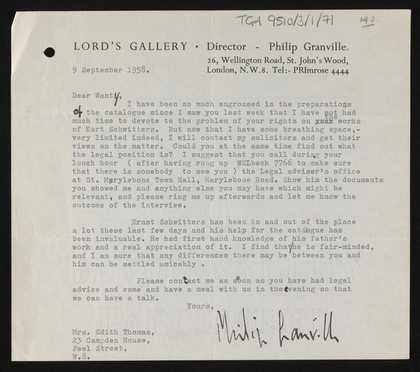 TGA 9510/3/1/71
LORD'S GALLERY · Director - Philip Granville.
26, Wellington Road, St. John's Wood,
London, N.W.8. Tel:- PRImrose 4444
9 September 1958.
Dear Wanty,
I have been so much engrossed in the preparations
of the catalogue since I saw you last week that I have not had
much time to devote to the problem of your rights on works
of Kurt Schwitters. But now that I have some breathing space,-
very limited indeed, I will contact my solicitors and get their
views on the matter. Could you at the same time find out what
the legal position is? I suggest that you call during your
lunch hour ( after having rung up WELbeck 7766 to make sure
that there is somebody to see you ) the legal adviser's office
at St. Marylebone Town Hall, Marylebone Road. Show him the documents
you showed me and anything else you may have which might be
relevant, and please ring me up afterwards and let me know the
outcome of the interview.
Ernst Schwitters has been in and out of the place
a lot these last few days and his help for the catalogue has
been invaluable. He had first hand knowledge of his father's
work and a real appreciation of it. I find that he is fair-minded,
and I am sure that any differences there may be between you and
him can be settled amicably .
Please contact me as soon as you have had legal
advice and come and have a meal with us in the evening so that
we can have a talk.
Yours,
Philip Granville
Mrs. Edith Thomas,
23 Campden House,
Peel Street,
W.8.